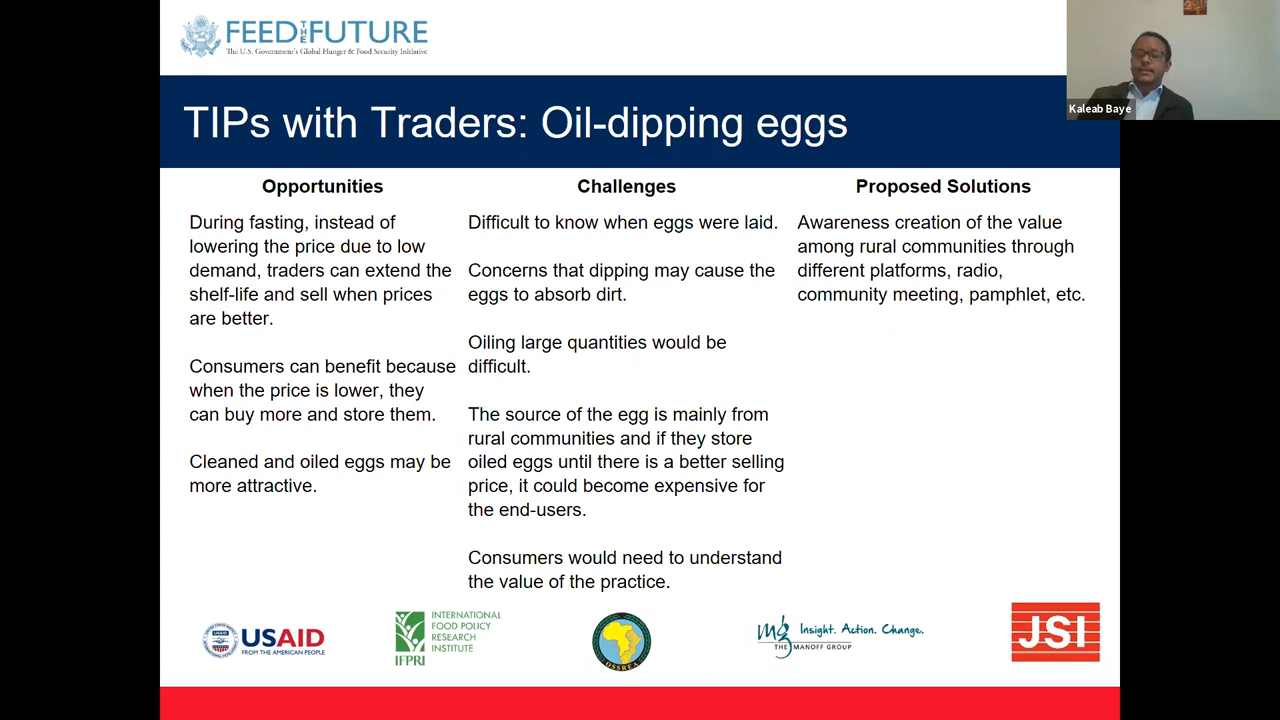 FEED THE FUTURE
The U.S. Government's Global Hunger & Food Security Initiative
Kaleab Baye
TIPs with Traders: Oil-dipping eggs
Opportunities
During fasting, instead of
lowering the price due to low
demand, traders can extend the
shelf-life and sell when prices
are better.
Consumers can benefit because
when the price is lower, they
can buy more and store them.
Cleaned and oiled eggs may be
more attractive.
Challenges
Difficult to know when eggs were laid.
Concerns that dipping may cause the
eggs to absorb dirt.
Oiling large quantities would be
difficult.
The source of the egg is mainly from
rural communities and if they store
oiled eggs until there is a better selling
price, it could become expensive for
the end-users.
Consumers would need to understand
the value of the practice.
Proposed Solutions
Awareness creation of the value
among rural communities through
different platforms, radio,
community meeting, pamphlet, etc.
USAID
FROM THE AMERICAN PEOPLE
IFPRI
INTERNATIONAL
FOOD POLICY
RESEARCH
INSTITUTE
OSSREA
mg Insight. Action. Change.
THE MANOFF GROUP
JSI